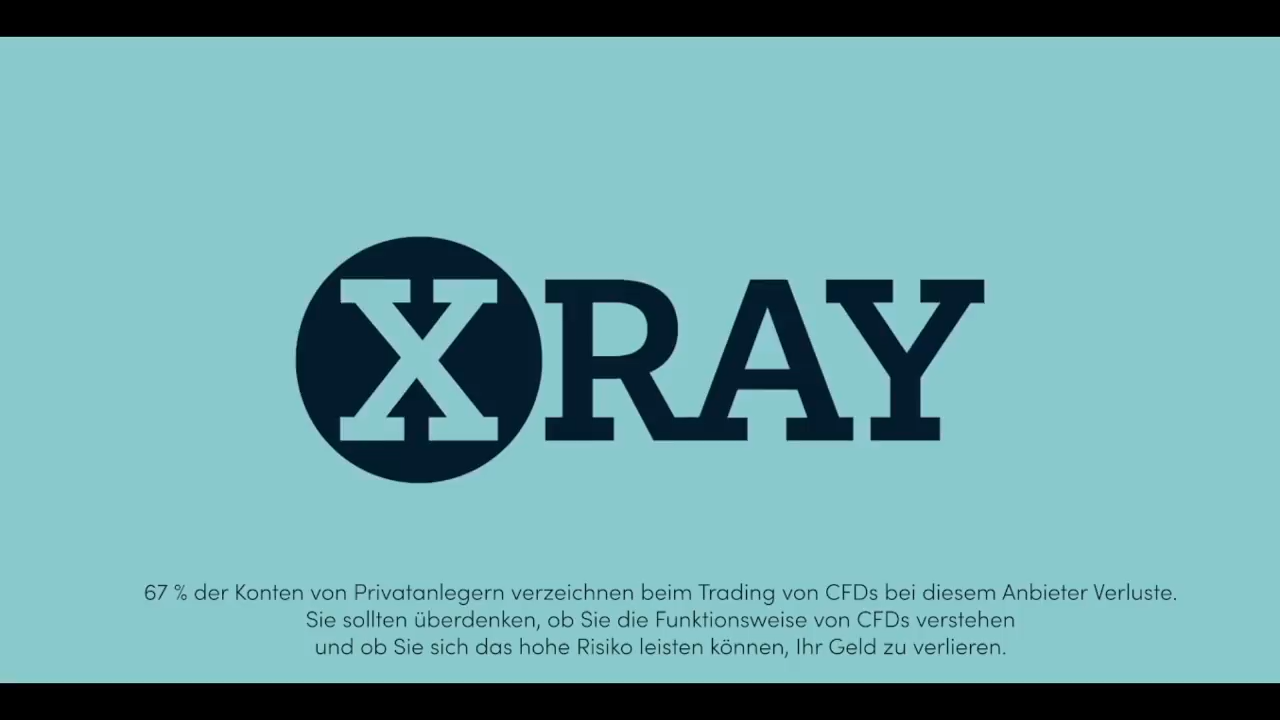 XRAY
67 % der Konten von Privatanlegern verzeichnen beim Trading von CFDs bei diesem Anbieter Verluste.
Sie sollten überdenken, ob Sie die Funktionsweise von CFDs verstehen
und ob Sie sich das hohe Risiko leisten können, Ihr Geld zu verlieren.